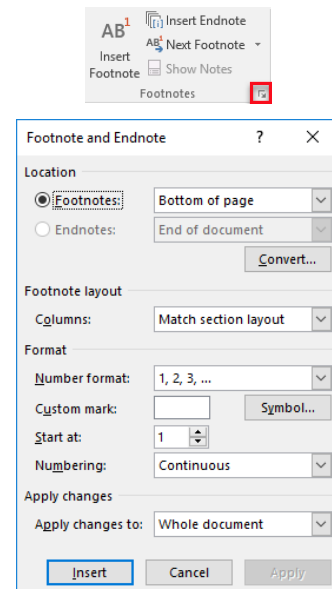 AB1 Insert Endnote
AB1 Next Footnote
Insert Footnote Show Notes
Footnotes
Footnote and Endnote ? ×
Location
Footnotes: Bottom of page
Endnotes: End of document
Convert...
Footnote layout
Columns: Match section layout
Format
Number format: 1, 2, 3, ...
Custom mark: Symbol...
Start at: 1
Numbering: Continuous
Apply changes
Apply changes to: Whole document
Insert Cancel Apply